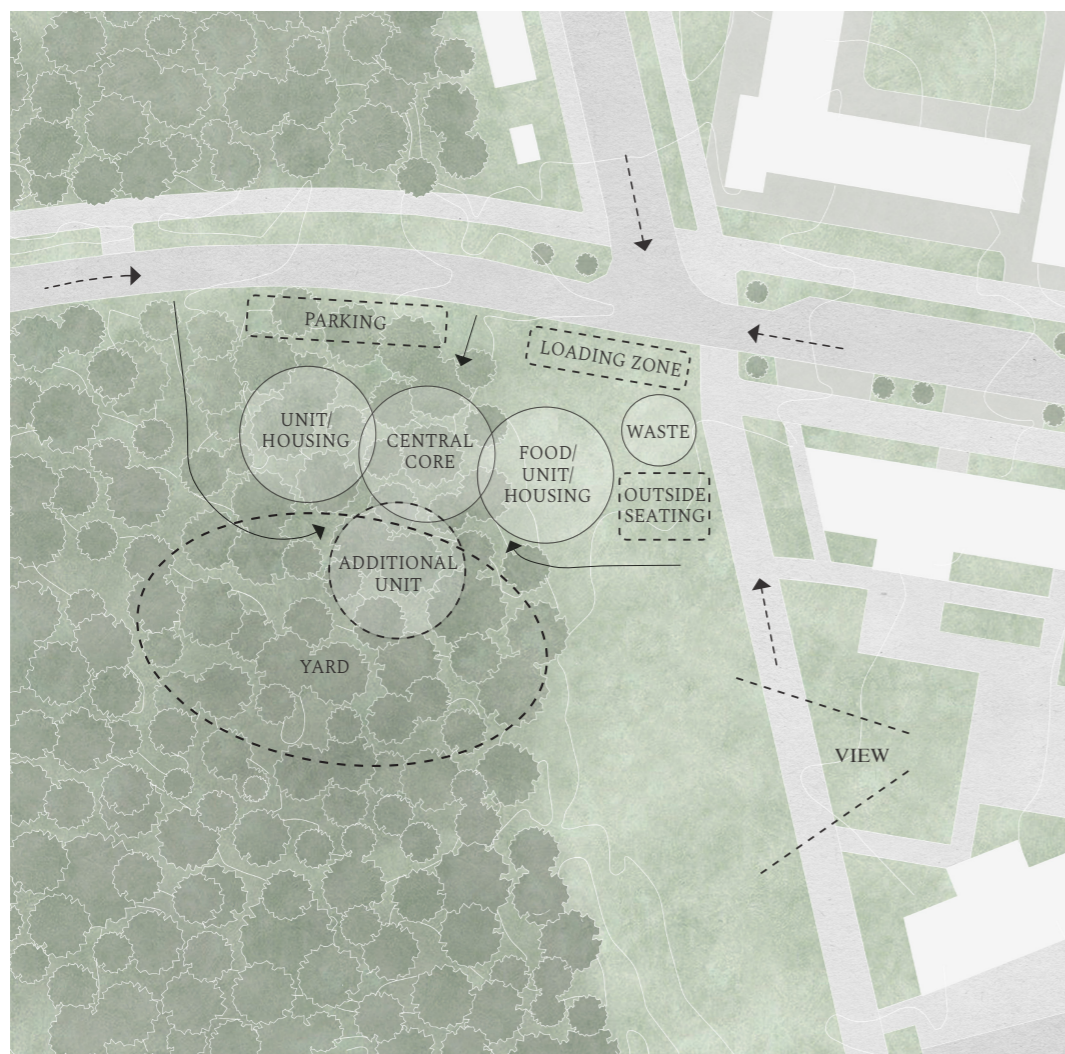 PARKING
LOADING ZONE
UNIT/
HOUSING
CENTRAL
CORE
FOOD/
UNIT/
HOUSING
WASTE
OUTSIDE
SEATING
ADDITIONAL
UNIT
YARD
VIEW